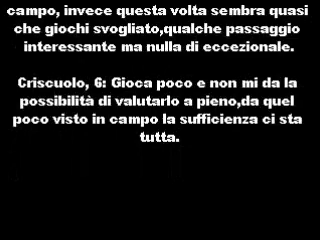 campo, invece questa volta sembra quasi
che giochi svogliato,qualche passaggio
interessante ma nulla di eccezionale.
Criscuolo, 6: Gioca poco e non mi da la
possibilità di valutarlo a pieno,da quel
poco visto in campo la sufficienza ci sta
tutta.